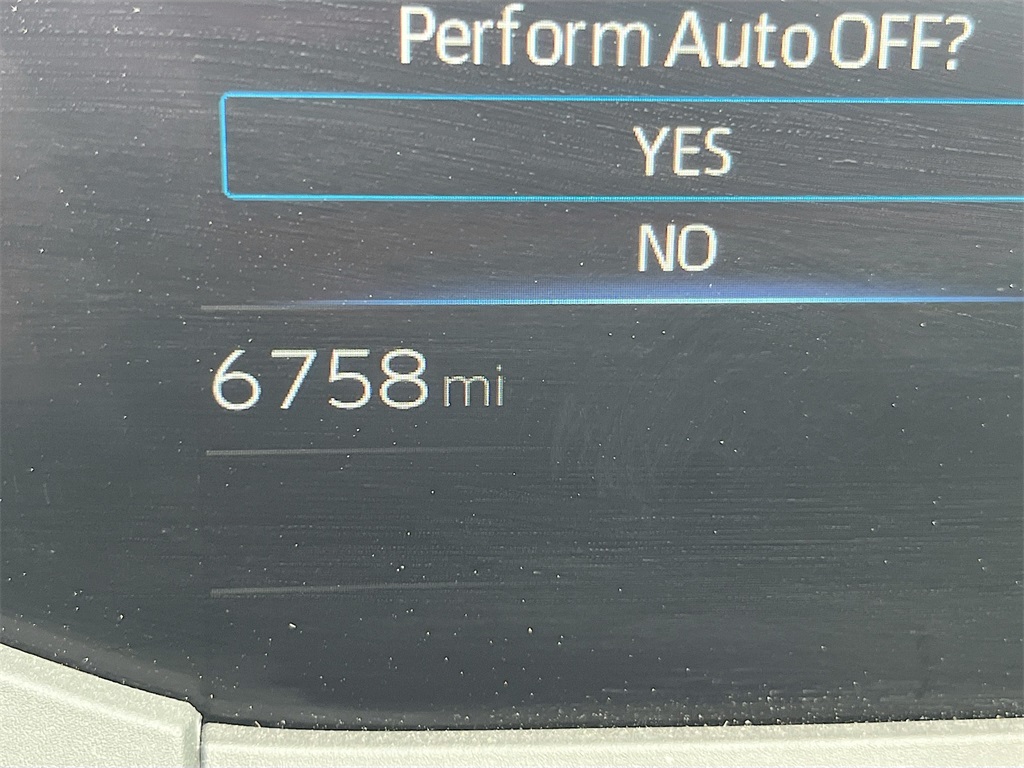 Perform Auto OFF?
YES
NO
6758 mi